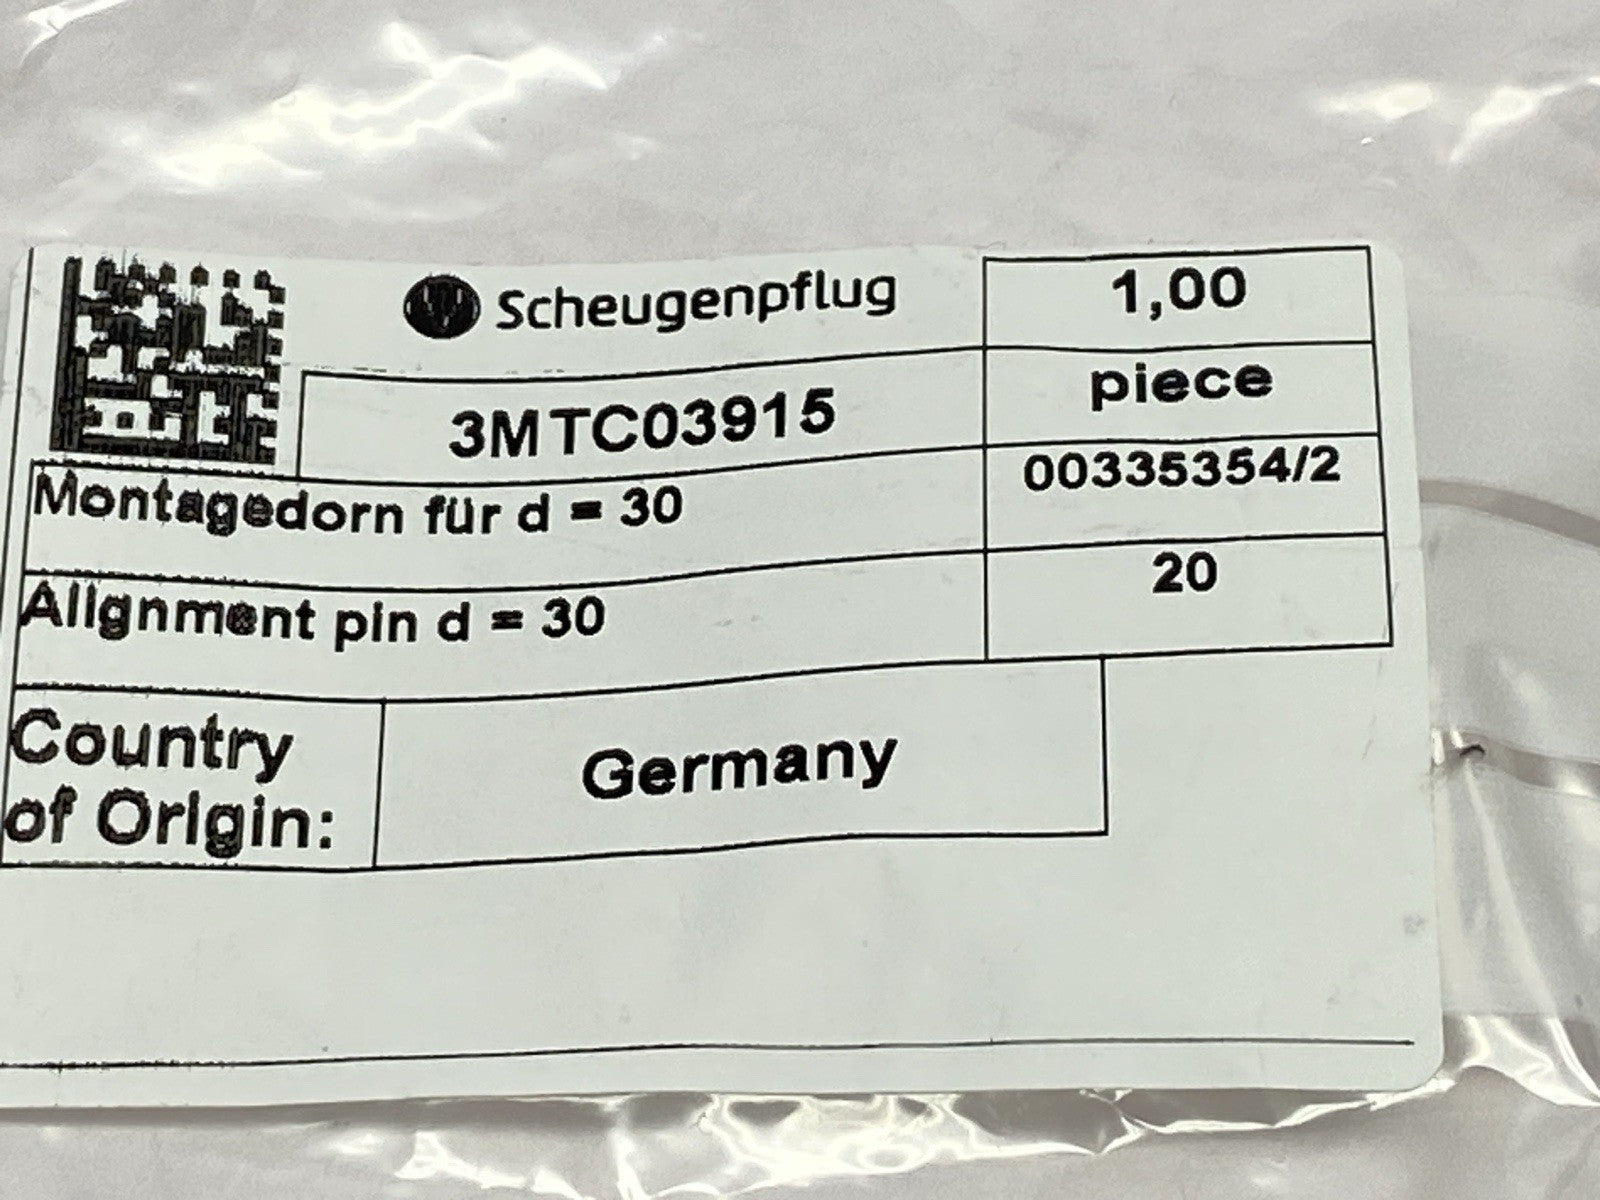 Scheugenpflug
1,00
3MTC03915
piece
Montagedorn für d = 30
00335354/2
Alignment pin d = 30
20
Country
of Origin:
Germany